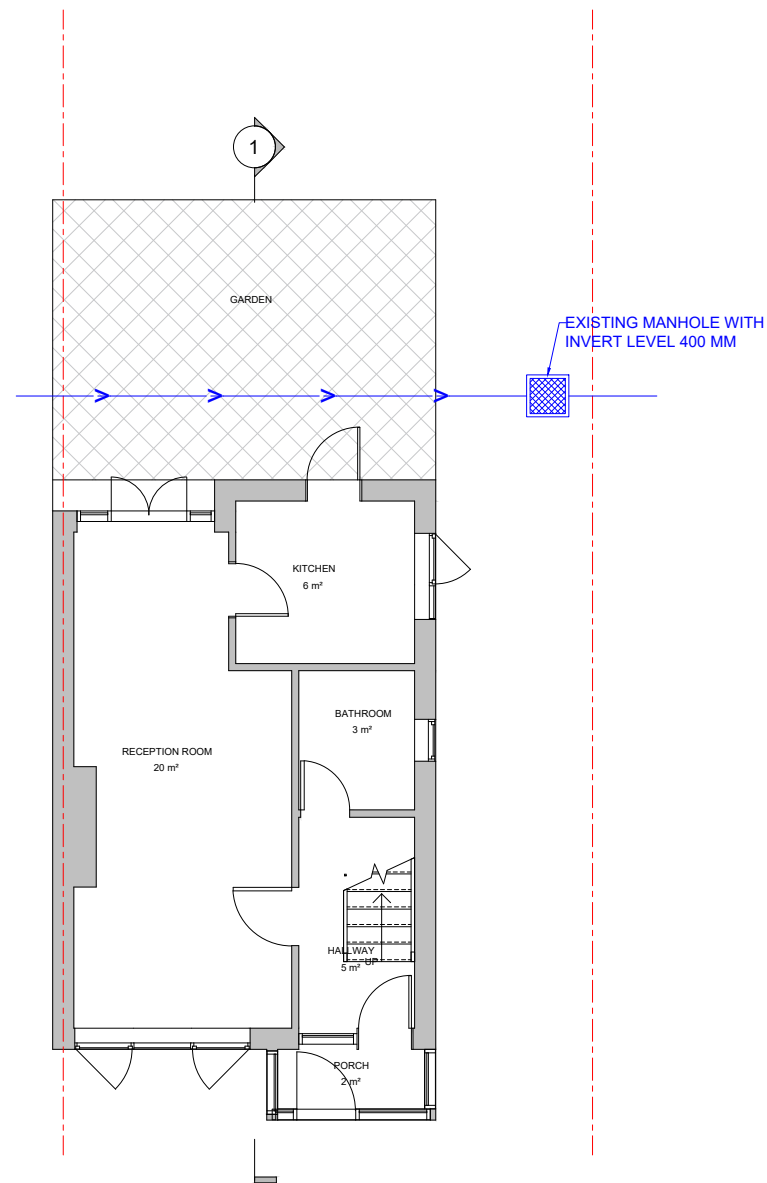 1
GARDEN
EXISTING MANHOLE WITH
INVERT LEVEL 400 MM
KITCHEN
6 m²
BATHROOM
3 m²
RECEPTION ROOM
20 m²
HALLWAY
5 m²
UP
PORCH
2 m²